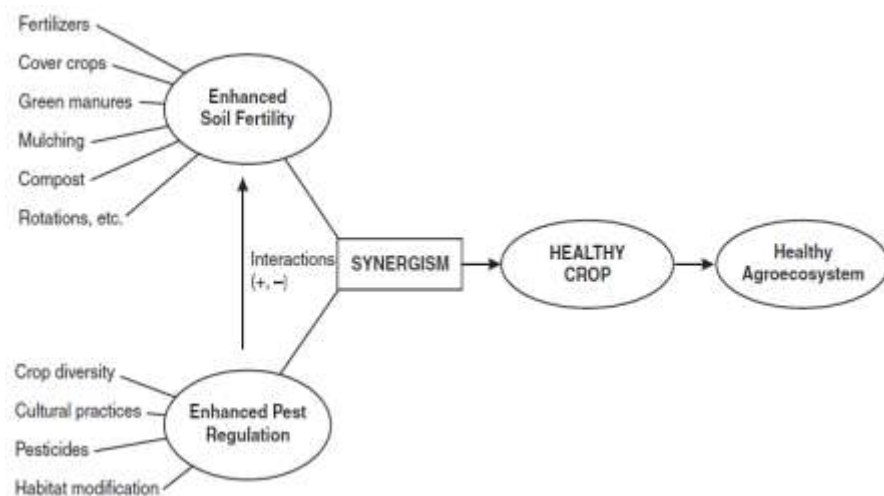 Fertilizers
Cover crops
Green manures
Mulching
Compost
Rotations, etc.
Enhanced
Soil Fertility
Interactions
(+, –)
SYNERGISM
HEALTHY
CROP
Healthy
Agroecosystem
Crop diversity
Cultural practices
Pesticides
Habitat modification
Enhanced Pest
Regulation